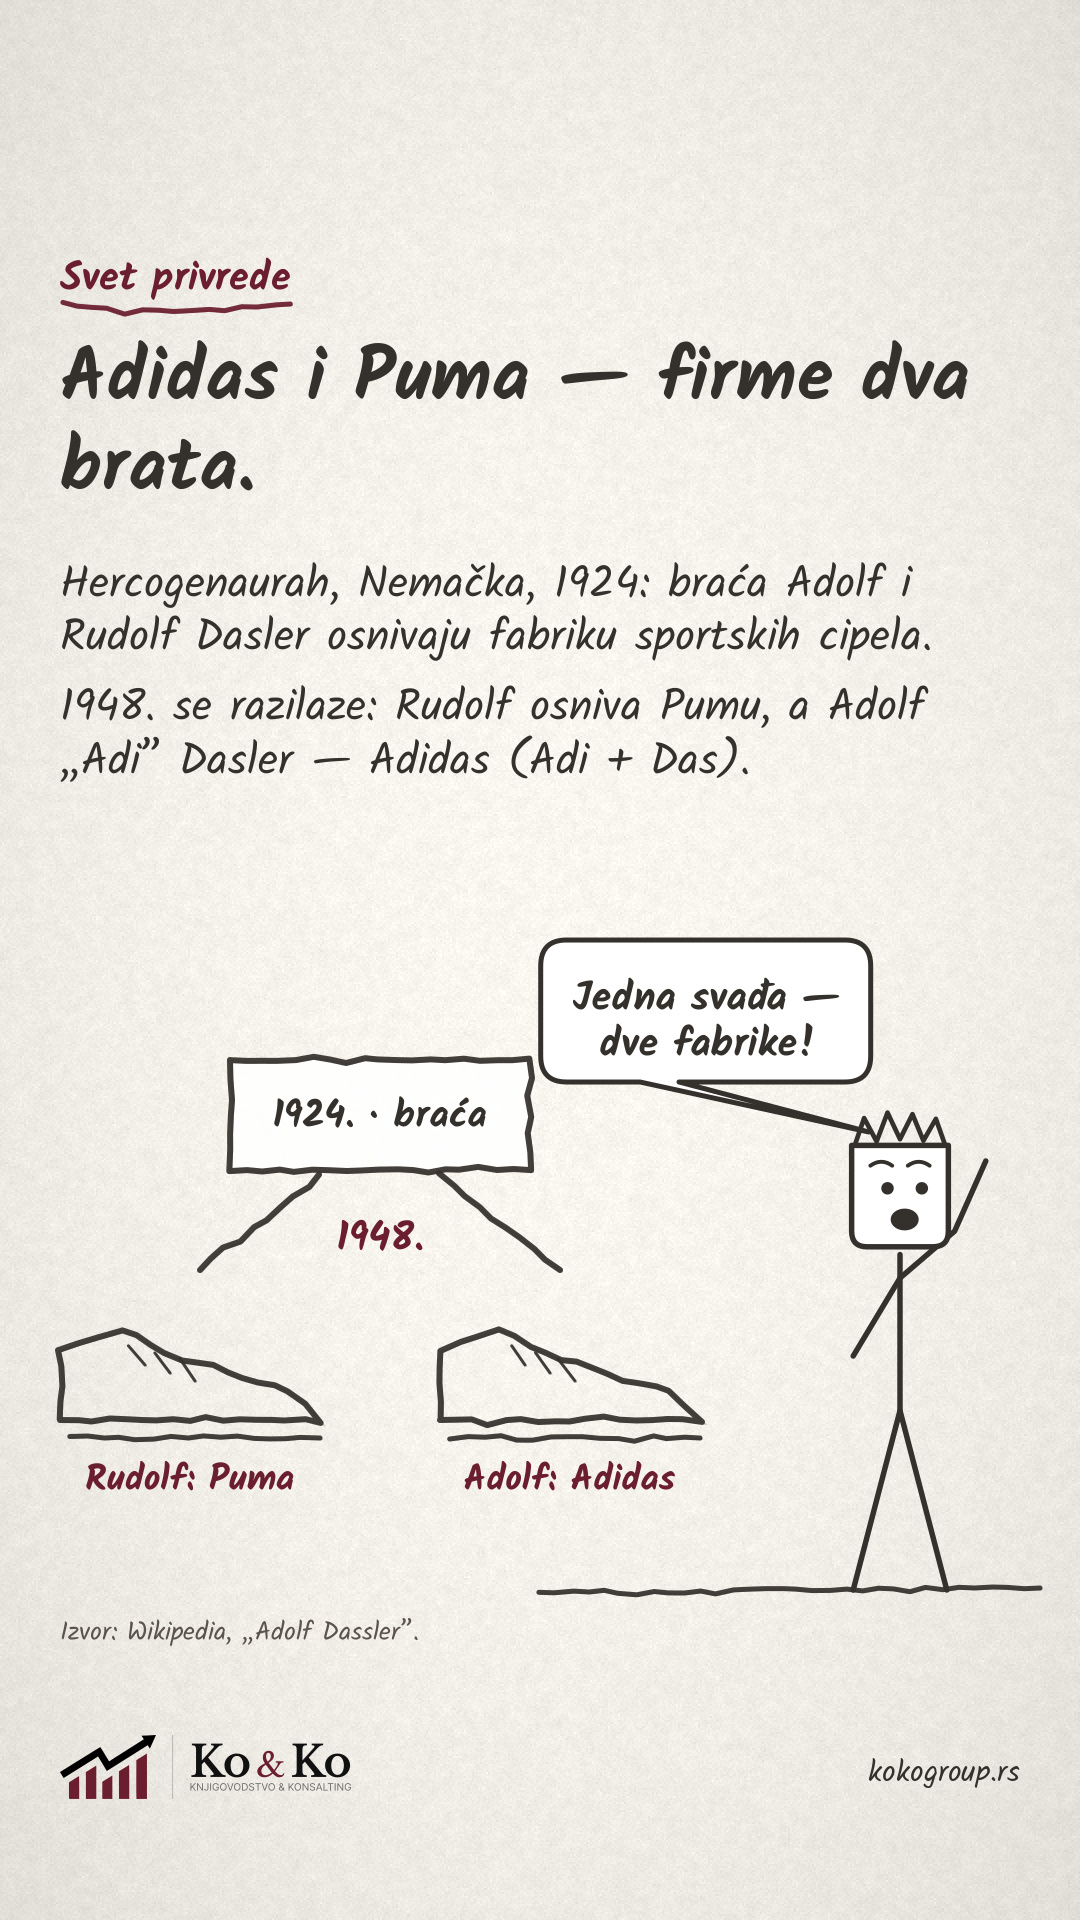 Svet privrede
Adidas i Puma — firme dva
brata.
Hercogenaurah, Nemačka, 1924: braća Adolf i
Rudolf Dasler osnivaju fabriku sportskih cipela.
1948. se razilaze: Rudolf osniva Pumu, a Adolf
„Adi” Dasler — Adidas (Adi + Das).
Jedna svađa —
dve fabrike!
1924. · braća
1948.
Rudolf: Puma
Adolf: Adidas
Izvor: Wikipedia, „Adolf Dassler”.
Ko & Ko
KNJIGOVODSTVO & KONSALTING
kokogroup.rs